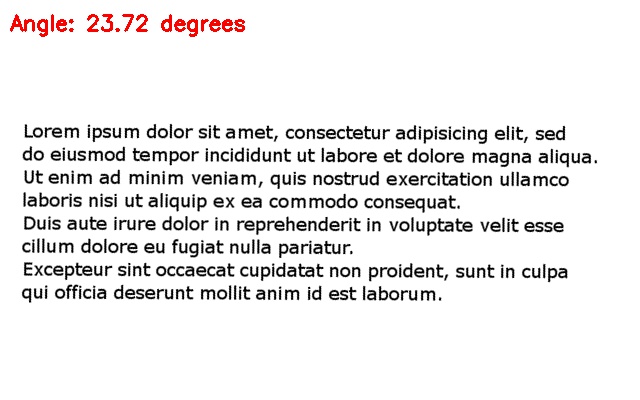 Angle: 23.72 degrees
Lorem ipsum dolor sit amet, consectetur adipisicing elit, sed
do eiusmod tempor incididunt ut labore et dolore magna aliqua.
Ut enim ad minim veniam, quis nostrud exercitation ullamco
laboris nisi ut aliquip ex ea commodo consequat.
Duis aute irure dolor in reprehenderit in voluptate velit esse
cillum dolore eu fugiat nulla pariatur.
Excepteur sint occaecat cupidatat non proident, sunt in culpa
qui officia deserunt mollit anim id est laborum.